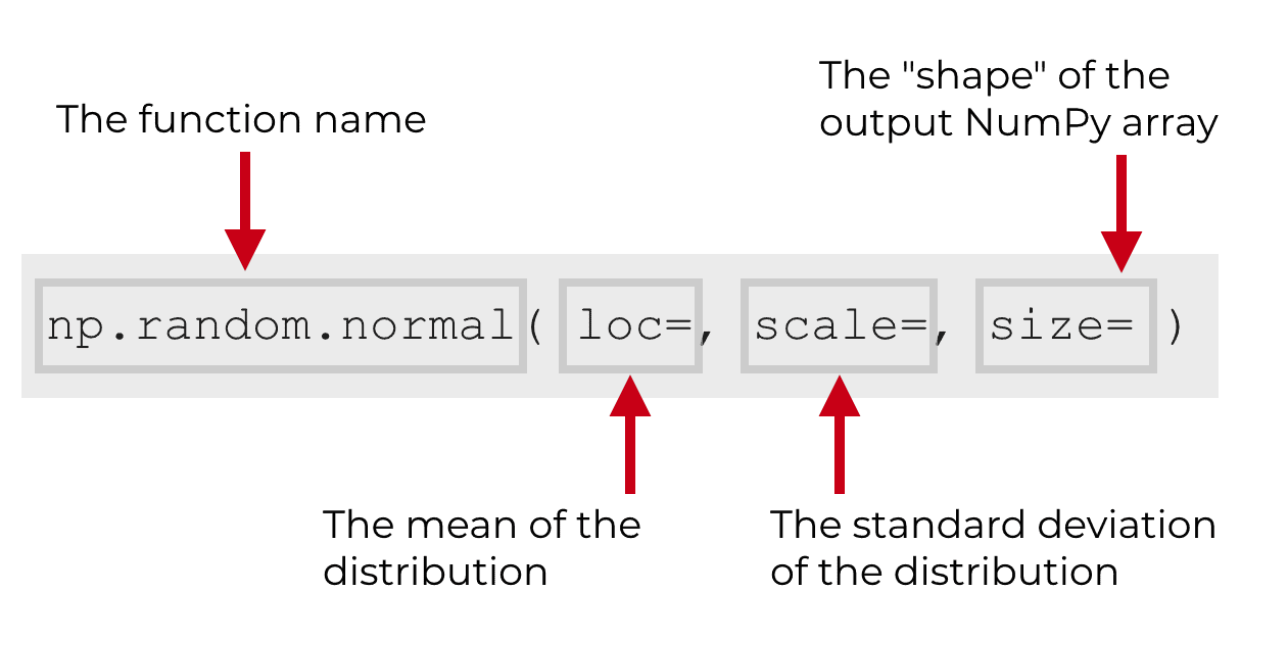 The "shape" of the
output NumPy array
The function name
np.random.normal( loc=, scale=, size= )
The mean of the
distribution
The standard deviation
of the distribution